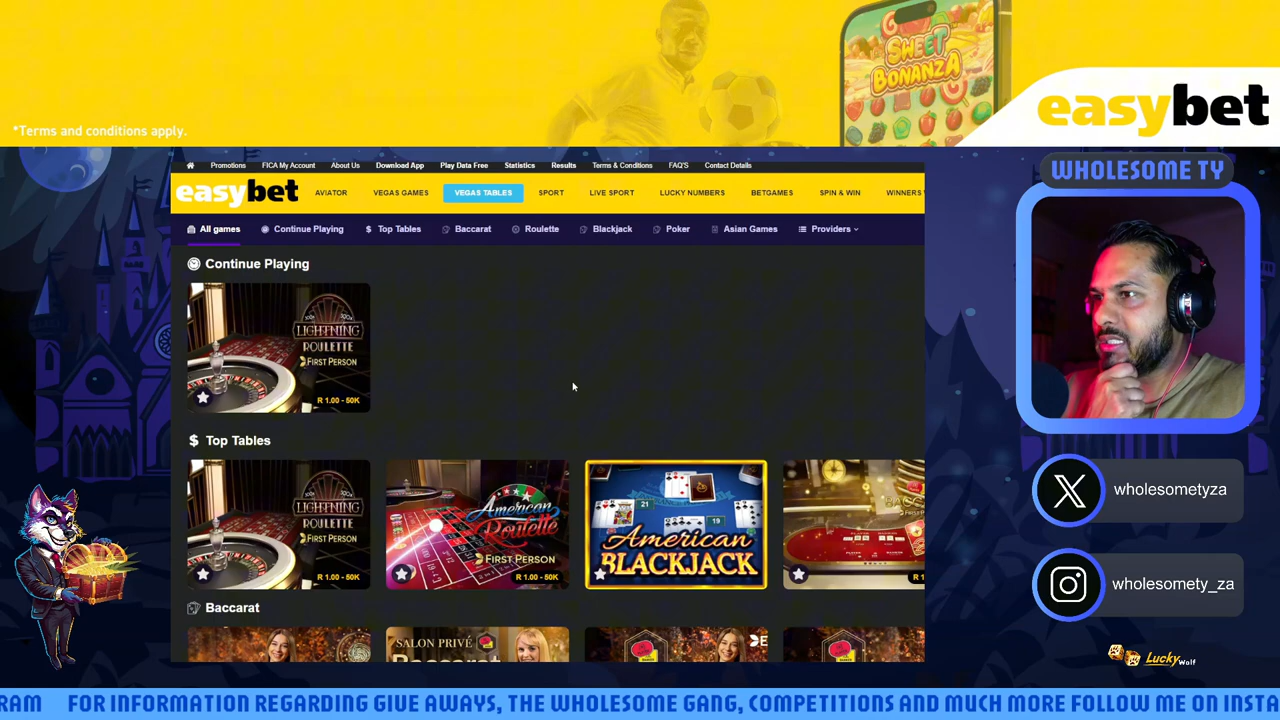 SWEET
BONANZA
*Terms and conditions apply.
easybet
WHOLESOME TY
Promotions FICA My Account About Us Download App Play Data Free Statistics Results Terms & Conditions FAQ'S Contact Details
easybet AVIATOR VEGAS GAMES VEGAS TABLES SPORT LIVE SPORT LUCKY NUMBERS BETGAMES SPIN & WIN WINNERS
All games Continue Playing Top Tables Baccarat Roulette Blackjack Poker Asian Games Providers
Continue Playing
LIGHTNING
ROULETTE
FIRST PERSON
R 1.00 - 50K
$ Top Tables
LIGHTNING
ROULETTE
FIRST PERSON
R 1.00 - 50K
American
Roulette
FIRST PERSON
R 1.00 - 50K
21
19
American
BLACKJACK
Baccarat
SALON PRIVÉ
Baccarat
wholesometyza
wholesomety_za
Lucky Wolf
RAM FOR INFORMATION REGARDING GIVE AWAYS, THE WHOLESOME GANG, COMPETITIONS AND MUCH MORE FOLLOW ME ON INSTA